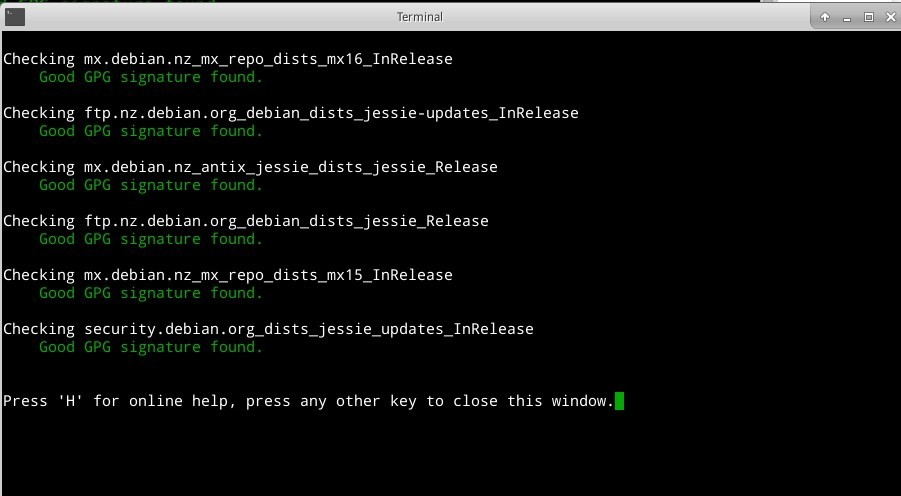 Terminal
Checking mx.debian.nz_mx_repo_dists_mx16_InRelease
Good GPG signature found.
Checking ftp.nz.debian.org_debian_dists_jessie-updates_InRelease
Good GPG signature found.
Checking mx.debian.nz_antix_jessie_dists_jessie_Release
Good GPG signature found.
Checking ftp.nz.debian.org_debian_dists_jessie_Release
Good GPG signature found.
Checking mx.debian.nz_mx_repo_dists_mx15_InRelease
Good GPG signature found.
Checking security.debian.org_dists_jessie_updates_InRelease
Good GPG signature found.
Press 'H' for online help, press any other key to close this window.